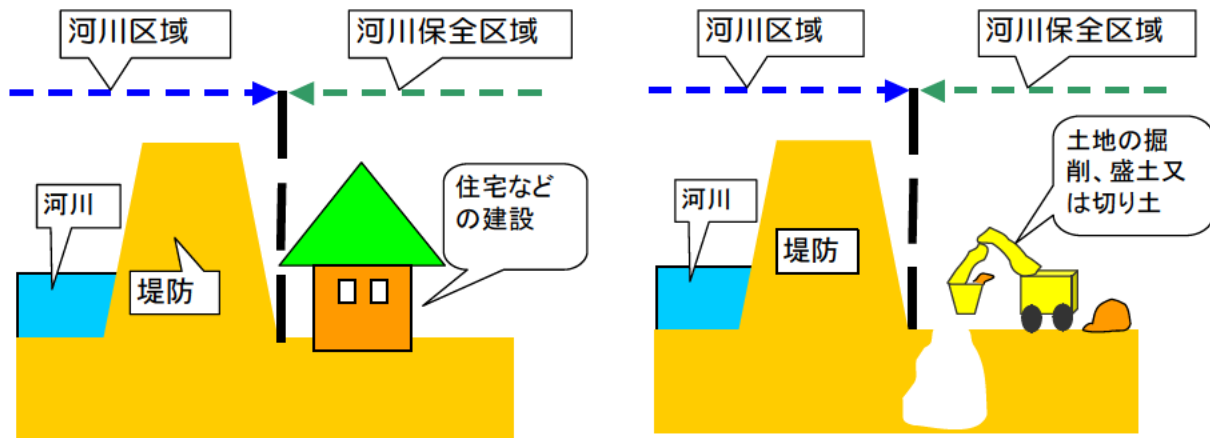 河川区域
河川保全区域
住宅など
の建設
河川
堤防
河川区域
河川保全区域
土地の掘
削、盛土又
は切り土
河川
堤防